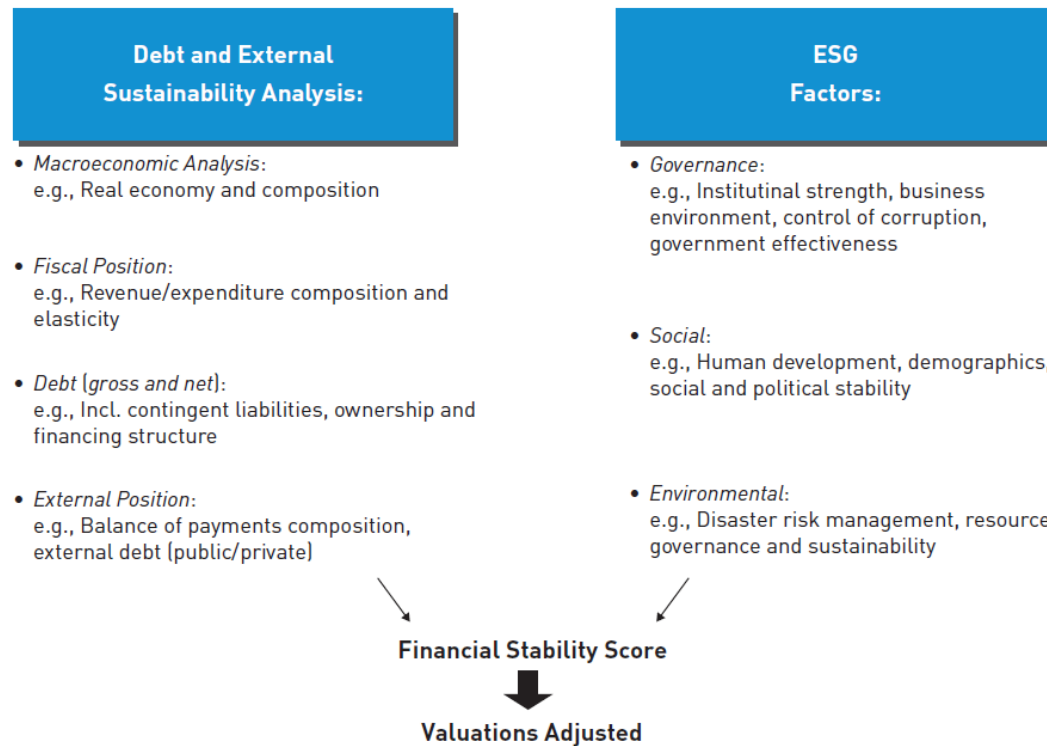 Debt and External
Sustainability Analysis:
• Macroeconomic Analysis:
e.g., Real economy and composition
• Fiscal Position:
e.g., Revenue/expenditure composition and
elasticity
• Debt (gross and net):
e.g., Incl. contingent liabilities, ownership and
financing structure
• External Position:
e.g., Balance of payments composition,
external debt (public/private)
ESG
Factors:
• Governance:
e.g., Institutinal strength, business
environment, control of corruption,
government effectiveness
• Social:
e.g., Human development, demographics,
social and political stability
• Environmental:
e.g., Disaster risk management, resource
governance and sustainability
Financial Stability Score
Valuations Adjusted